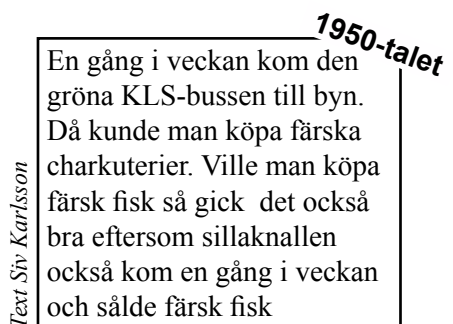 1950-talet
En gång i veckan kom den
gröna KLS-bussen till byn.
Då kunde man köpa färska
charkuterier. Ville man köpa
färsk fisk så gick  det också
bra eftersom sillaknallen
också kom en gång i veckan
och sålde färsk fisk
Text Siv Karlsson